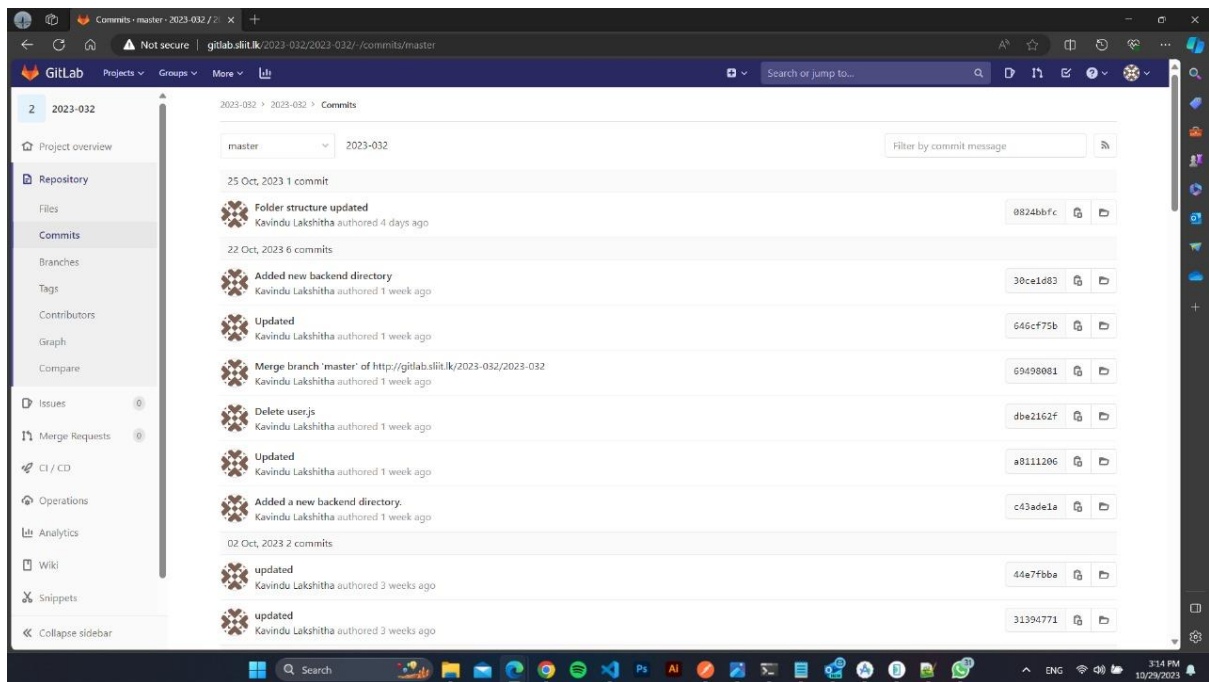 Commits · master · 2023-032 / 2
Not secure | gitlab.sliit.lk/2023-032/2023-032/-/commits/master
GitLab Projects Groups More Search or jump to...
2 2023-032
Project overview
Repository
Files
Commits
Branches
Tags
Contributors
Graph
Compare
Issues 0
Merge Requests 0
CI / CD
Operations
Analytics
Wiki
Snippets
Collapse sidebar
2023-032 › 2023-032 › Commits
master 2023-032 Filter by commit message
25 Oct, 2023 1 commit
Folder structure updated
Kavindu Lakshitha authored 4 days ago
0824bbfc
22 Oct, 2023 6 commits
Added new backend directory
Kavindu Lakshitha authored 1 week ago
30ce1d83
Updated
Kavindu Lakshitha authored 1 week ago
646cf75b
Merge branch 'master' of http://gitlab.sliit.lk/2023-032/2023-032
Kavindu Lakshitha authored 1 week ago
69498081
Delete user.js
Kavindu Lakshitha authored 1 week ago
dbe2162f
Updated
Kavindu Lakshitha authored 1 week ago
a8111206
Added a new backend directory.
Kavindu Lakshitha authored 1 week ago
c43ade1a
02 Oct, 2023 2 commits
updated
Kavindu Lakshitha authored 3 weeks ago
44e7fbba
updated
Kavindu Lakshitha authored 3 weeks ago
31394771
Search
Ps
Ai
ENG
3:14 PM
10/29/2023